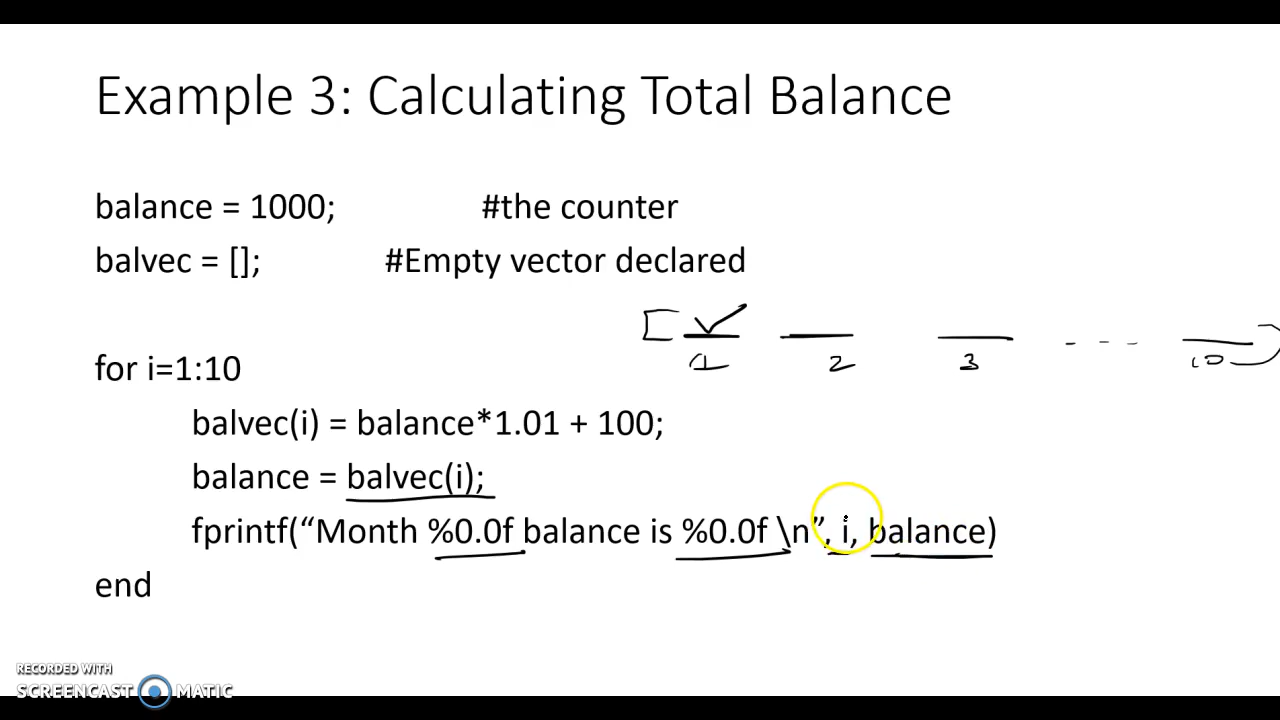 Example 3: Calculating Total Balance
balance = 1000; #the counter
balvec = []; #Empty vector declared
[ 1 2 3 - - - 10 ]
for i=1:10
balvec(i) = balance*1.01 + 100;
balance = balvec(i);
fprintf(“Month %0.0f balance is %0.0f \n”, i, balance)
end
RECORDED WITH
SCREENCAST MATIC